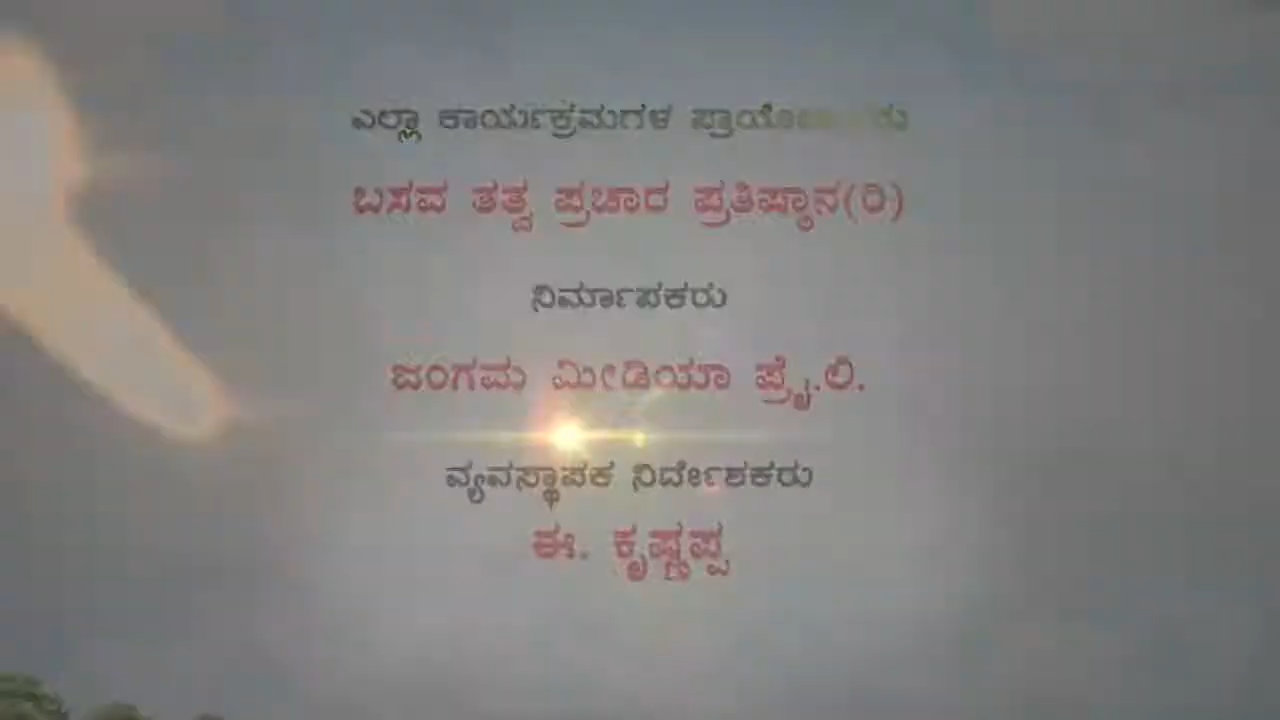 ಎಲ್ಲಾ ಕಾರ್ಯಕ್ರಮಗಳ
ಬಸವ ತತ್ವ ಪ್ರಚಾರ ಪ್ರತಿಷ್ಠಾನ(ರಿ)
ನಿರ್ಮಾಪಕರು
ಜಂಗಮ ಮೀಡಿಯಾ ಪ್ರೈ.ಲಿ.
ವ್ಯವಸ್ಥಾಪಕ ನಿರ್ದೇಶಕರು
ಈ. ಕೃಷ್ಣಪ್ಪ